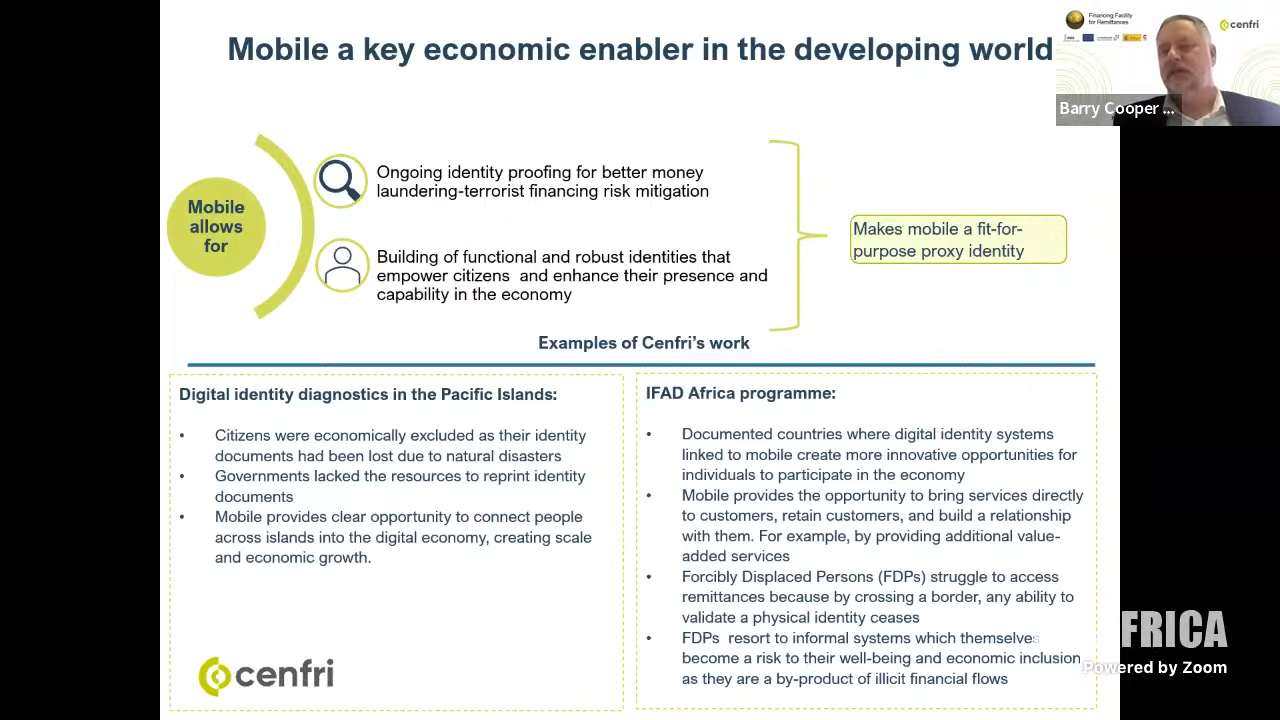 Mobile a key economic enabler in the developing world
Financing Facility
for Remittances
cenfri
Barry Cooper ...
Mobile
allows
for
Ongoing identity proofing for better money
laundering-terrorist financing risk mitigation
Building of functional and robust identities that
empower citizens and enhance their presence and
capability in the economy
Makes mobile a fit-for-
purpose proxy identity
Examples of Cenfri's work
Digital identity diagnostics in the Pacific Islands:
• Citizens were economically excluded as their identity
documents had been lost due to natural disasters
• Governments lacked the resources to reprint identity
documents
• Mobile provides clear opportunity to connect people
across islands into the digital economy, creating scale
and economic growth.
cenfri
IFAD Africa programme:
• Documented countries where digital identity systems
linked to mobile create more innovative opportunities for
individuals to participate in the economy
• Mobile provides the opportunity to bring services directly
to customers, retain customers, and build a relationship
with them. For example, by providing additional value-
added services
• Forcibly Displaced Persons (FDPs) struggle to access
remittances because by crossing a border, any ability to
validate a physical identity ceases
• FDPs resort to informal systems which themselves
become a risk to their well-being and economic inclusion
as they are a by-product of illicit financial flows
FRICA
Powered by Zoom